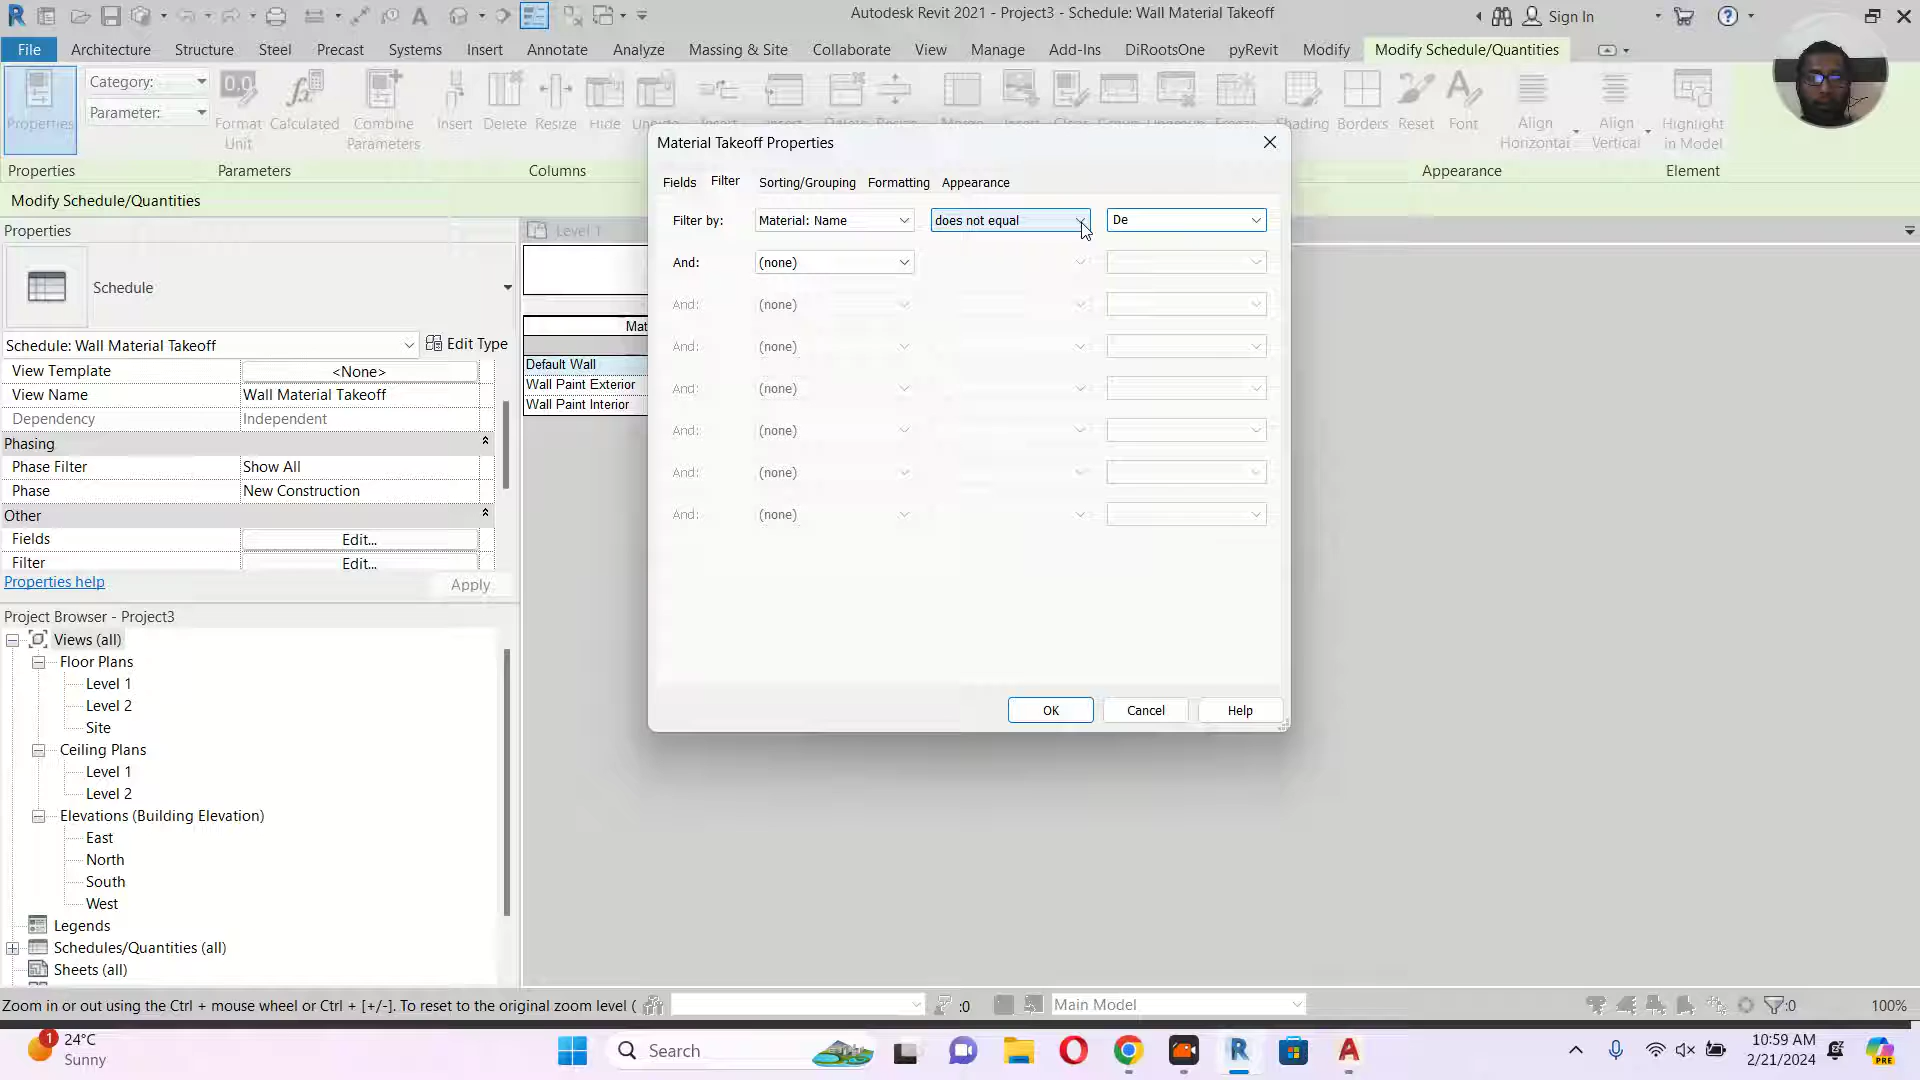 Autodesk Revit 2021 - Project3 - Schedule: Wall Material Takeoff
Sign In
File
Architecture
Structure
Steel
Precast
Systems
Insert
Annotate
Analyze
Massing & Site
Collaborate
View
Manage
Add-Ins
DiRootsOne
pyRevit
Modify
Modify Schedule/Quantities
Properties
Category:
Parameter:
Format Unit
Calculated
Combine Parameters
Insert
Delete
Resize
Hide
Shading
Borders
Reset
Font
Align Horizontal
Align Vertical
Highlight in Model
Properties
Parameters
Columns
Appearance
Element
Modify Schedule/Quantities
Properties
Schedule
Schedule: Wall Material Takeoff
Edit Type
View Template
<None>
View Name
Wall Material Takeoff
Dependency
Independent
Phasing
Phase Filter
Show All
Phase
New Construction
Other
Fields
Edit...
Filter
Edit...
Properties help
Apply
Project Browser - Project3
Views (all)
Floor Plans
Level 1
Level 2
Site
Ceiling Plans
Level 1
Level 2
Elevations (Building Elevation)
East
North
South
West
Legends
Schedules/Quantities (all)
Sheets (all)
Level 1
Mat
Default Wall
Wall Paint Exterior
Wall Paint Interior
Material Takeoff Properties
Fields
Filter
Sorting/Grouping
Formatting
Appearance
Filter by:
Material: Name
does not equal
De
And:
(none)
And:
(none)
And:
(none)
And:
(none)
And:
(none)
And:
(none)
And:
(none)
OK
Cancel
Help
Zoom in or out using the Ctrl + mouse wheel or Ctrl + [+/-]. To reset to the original zoom level (
:0
Main Model
:0
100%
1
24°C
Sunny
Search
10:59 AM
2/21/2024
PRE